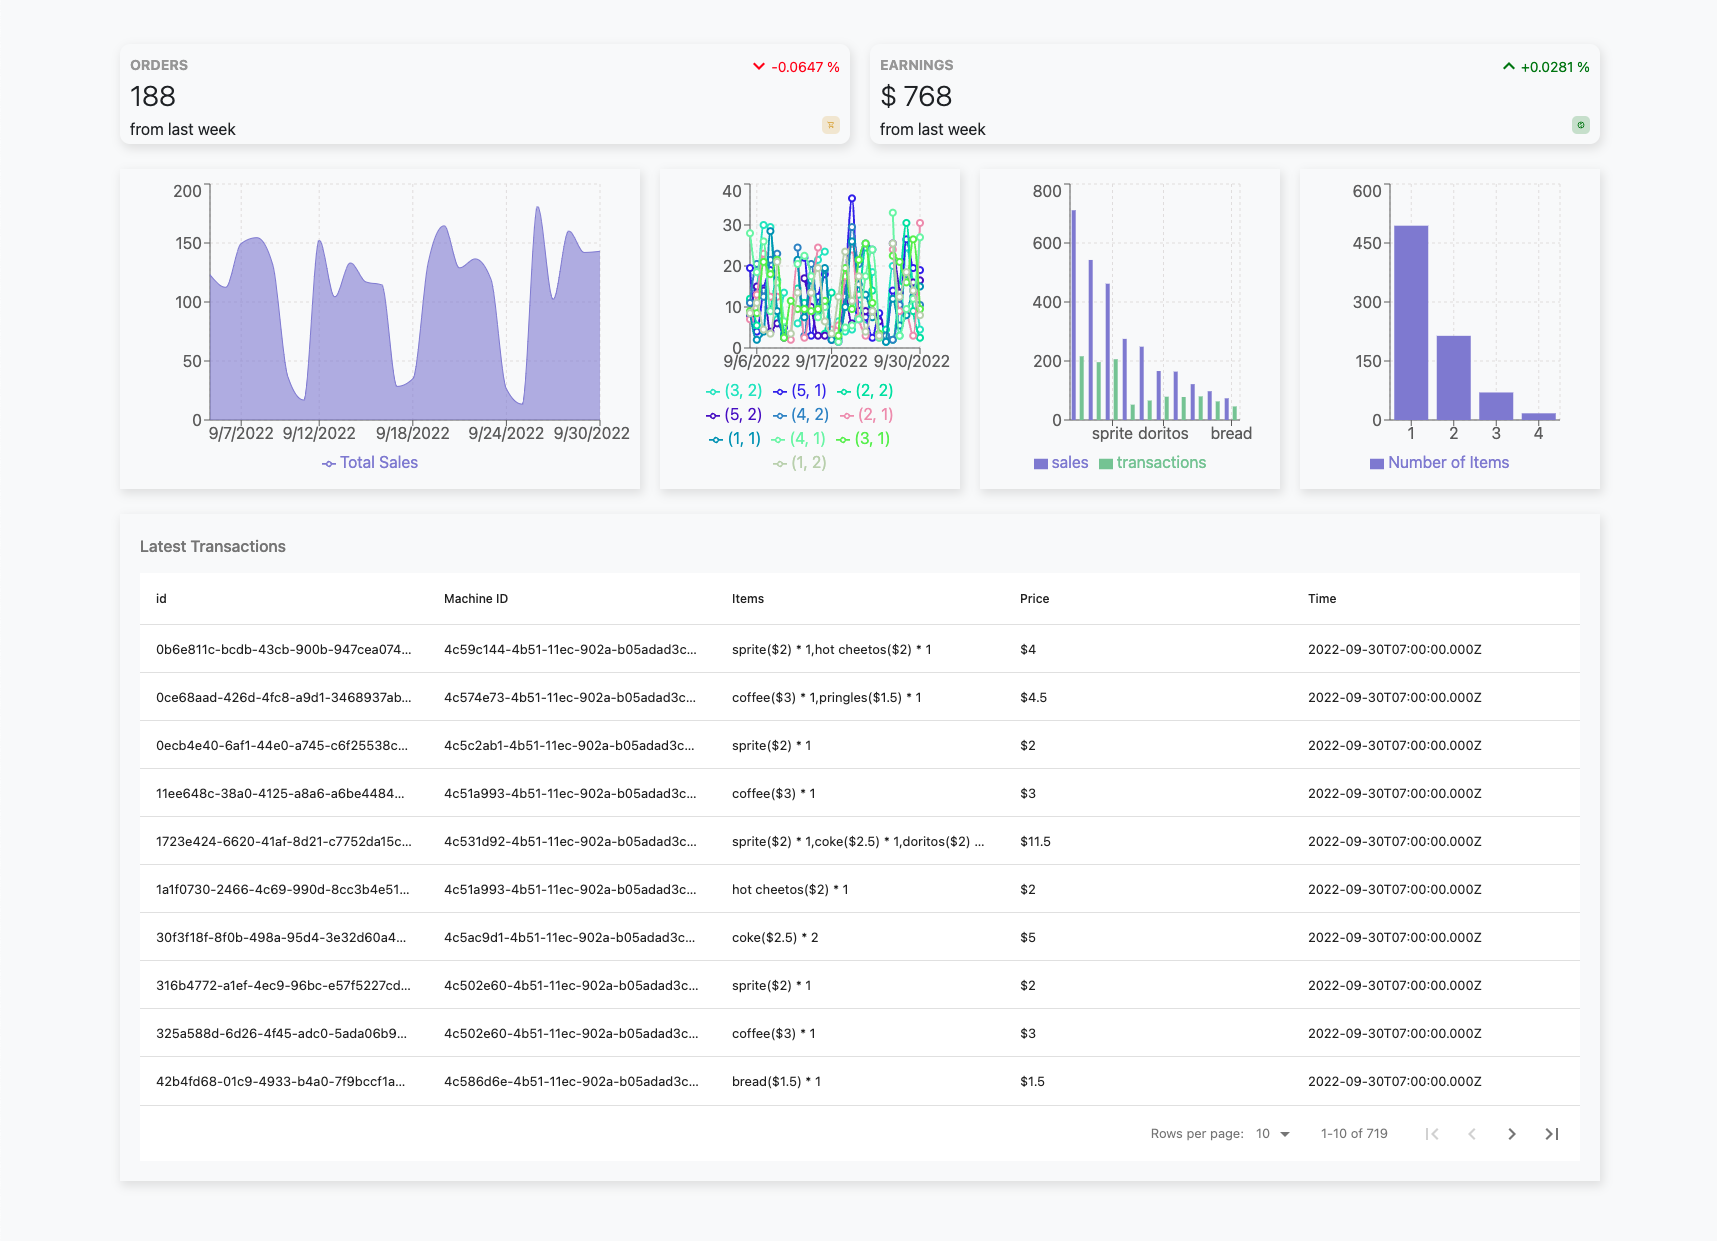 ORDERS
-0.0647 %
188
from last week
EARNINGS
+0.0281 %
$ 768
from last week
200
150
100
50
0
9/7/2022 9/12/2022 9/18/2022 9/24/2022 9/30/2022
Total Sales
40
30
20
10
0
9/6/2022 9/17/2022 9/30/2022
(3, 2) (5, 1) (2, 2)
(5, 2) (4, 2) (2, 1)
(1, 1) (4, 1) (3, 1)
(1, 2)
800
600
400
200
0
sprite doritos bread
sales transactions
600
450
300
150
0
1 2 3 4
Number of Items
Latest Transactions
id Machine ID Items Price Time
0b6e811c-bcdb-43cb-900b-947cea074... 4c59c144-4b51-11ec-902a-b05adad3c... sprite($2) * 1,hot cheetos($2) * 1 $4 2022-09-30T07:00:00.000Z
0ce68aad-426d-4fc8-a9d1-3468937ab... 4c574e73-4b51-11ec-902a-b05adad3c... coffee($3) * 1,pringles($1.5) * 1 $4.5 2022-09-30T07:00:00.000Z
0ecb4e40-6af1-44e0-a745-c6f25538c... 4c5c2ab1-4b51-11ec-902a-b05adad3c... sprite($2) * 1 $2 2022-09-30T07:00:00.000Z
11ee648c-38a0-4125-a8a6-a6be4484... 4c51a993-4b51-11ec-902a-b05adad3c... coffee($3) * 1 $3 2022-09-30T07:00:00.000Z
1723e424-6620-41af-8d21-c7752da15c... 4c531d92-4b51-11ec-902a-b05adad3c... sprite($2) * 1,coke($2.5) * 1,doritos($2) ... $11.5 2022-09-30T07:00:00.000Z
1a1f0730-2466-4c69-990d-8cc3b4e51... 4c51a993-4b51-11ec-902a-b05adad3c... hot cheetos($2) * 1 $2 2022-09-30T07:00:00.000Z
30f3f18f-8f0b-498a-95d4-3e32d60a4... 4c5ac9d1-4b51-11ec-902a-b05adad3c... coke($2.5) * 2 $5 2022-09-30T07:00:00.000Z
316b4772-a1ef-4ec9-96bc-e57f5227cd... 4c502e60-4b51-11ec-902a-b05adad3c... sprite($2) * 1 $2 2022-09-30T07:00:00.000Z
325a588d-6d26-4f45-adc0-5ada06b9... 4c502e60-4b51-11ec-902a-b05adad3c... coffee($3) * 1 $3 2022-09-30T07:00:00.000Z
42b4fd68-01c9-4933-b4a0-7f9bccf1a... 4c586d6e-4b51-11ec-902a-b05adad3c... bread($1.5) * 1 $1.5 2022-09-30T07:00:00.000Z
Rows per page: 10 1-10 of 719